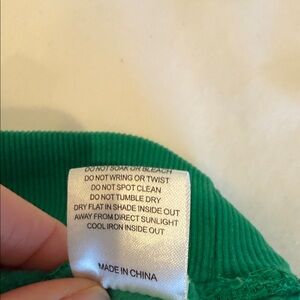 DO NOT SOAK OR BLEACH
DO NOT WRING OR TWIST
DO NOT SPOT CLEAN
DO NOT TUMBLE DRY
DRY FLAT IN SHADE INSIDE OUT
AWAY FROM DIRECT SUNLIGHT
COOL IRON INSIDE OUT
MADE IN CHINA